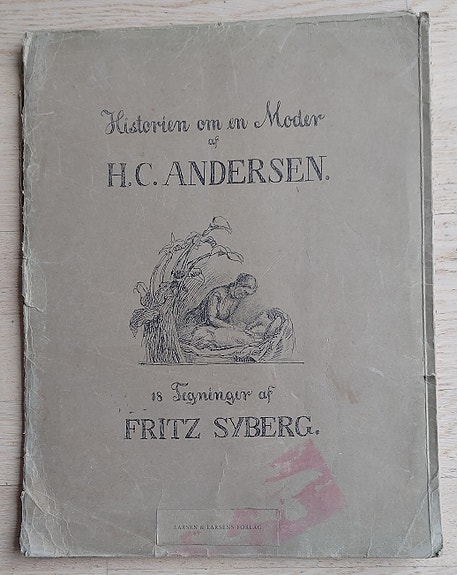 Historien om en Moder
af
H.C. ANDERSEN.
18 Tegninger af
FRITZ SYBERG.
LARSEN & LARSENS FORLAG